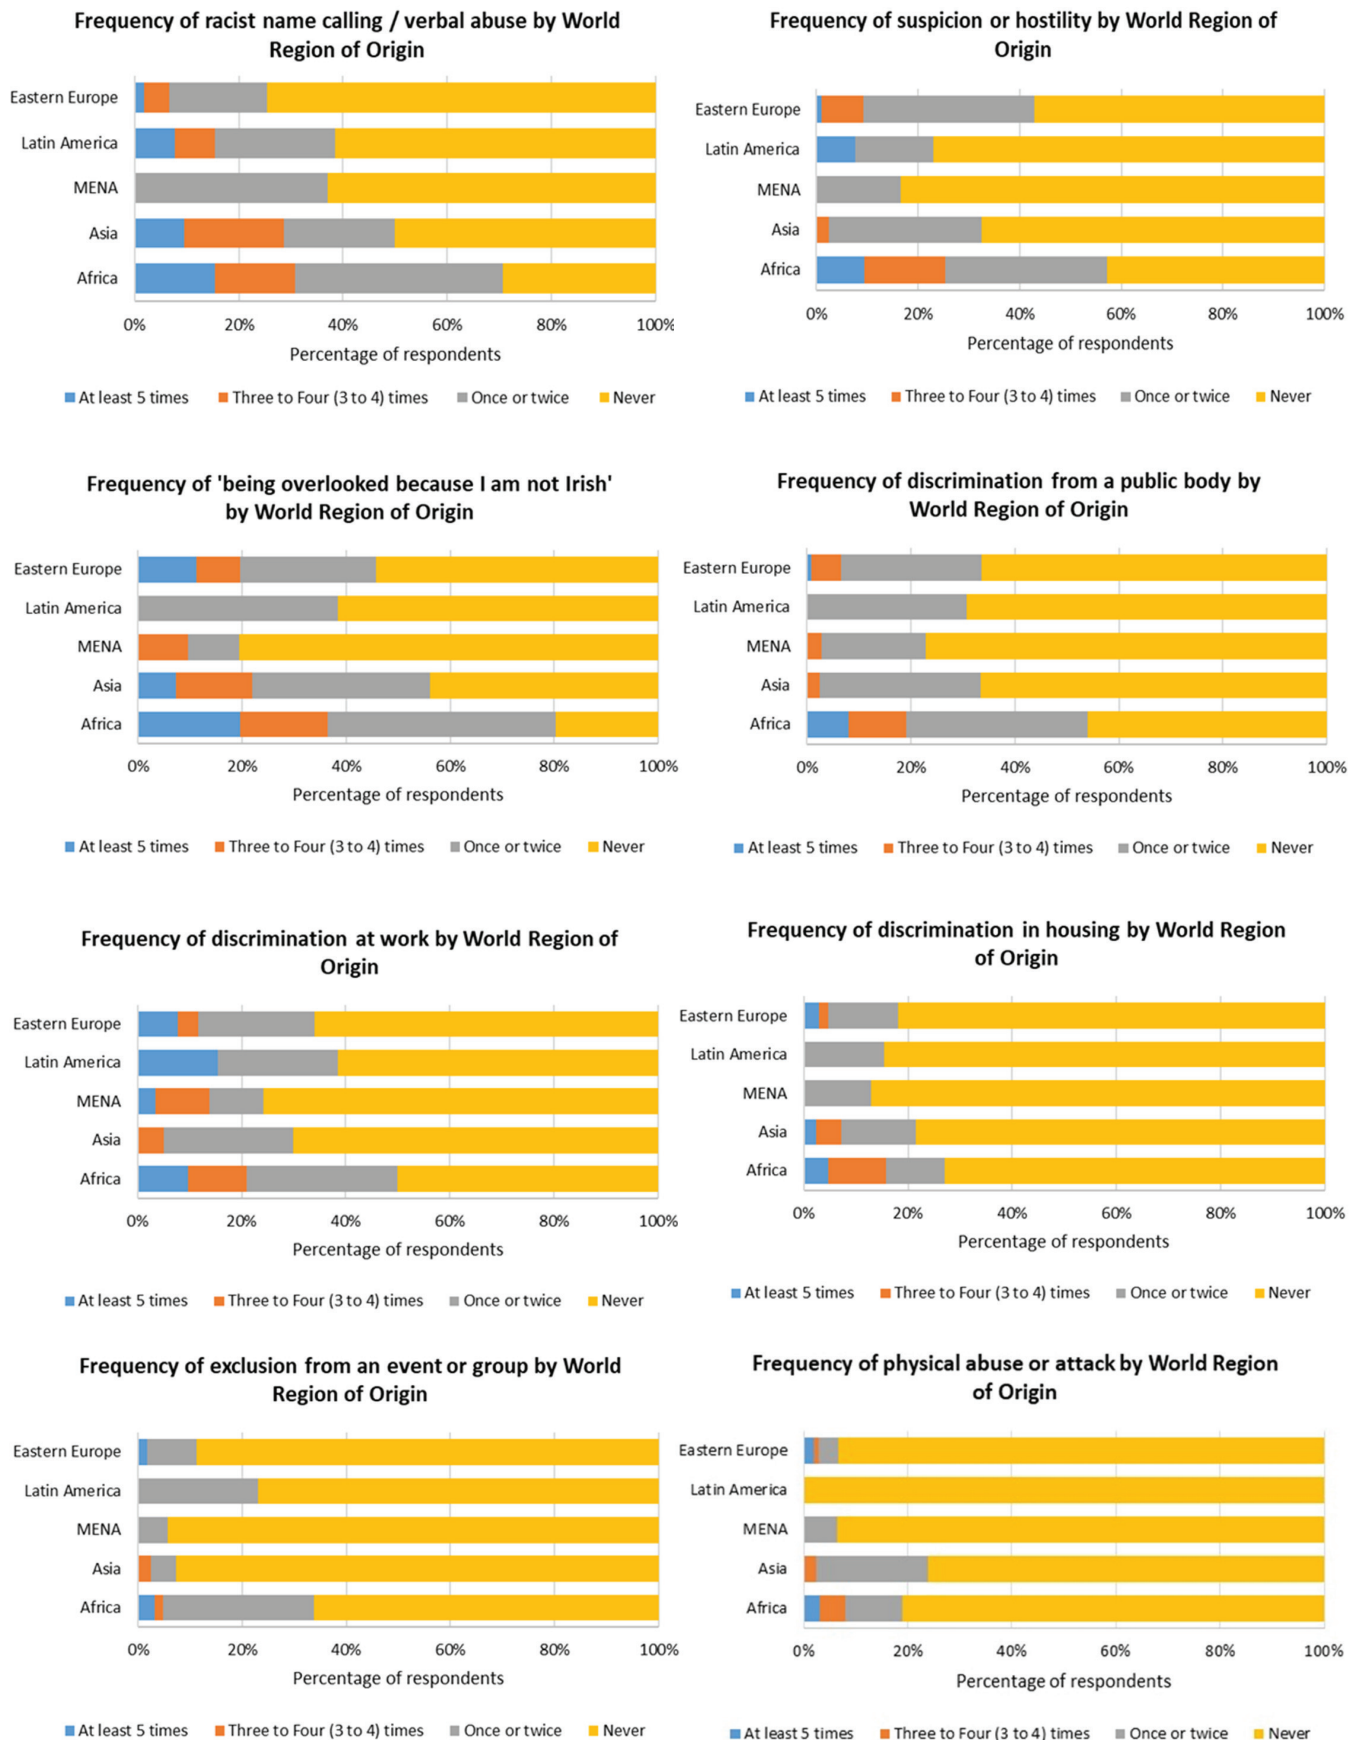 Frequency of racist name calling / verbal abuse by World
Region of Origin
Eastern Europe
Latin America
MENA
Asia
Africa
0% 20% 40% 60% 80% 100%
Percentage of respondents
At least 5 times Three to Four (3 to 4) times Once or twice Never
Frequency of suspicion or hostility by World Region of
Origin
Eastern Europe
Latin America
MENA
Asia
Africa
0% 20% 40% 60% 80% 100%
Percentage of respondents
At least 5 times Three to Four (3 to 4) times Once or twice Never
Frequency of 'being overlooked because I am not Irish'
by World Region of Origin
Eastern Europe
Latin America
MENA
Asia
Africa
0% 20% 40% 60% 80% 100%
Percentage of respondents
At least 5 times Three to Four (3 to 4) times Once or twice Never
Frequency of discrimination from a public body by
World Region of Origin
Eastern Europe
Latin America
MENA
Asia
Africa
0% 20% 40% 60% 80% 100%
Percentage of respondents
At least 5 times Three to Four (3 to 4) times Once or twice Never
Frequency of discrimination at work by World Region of
Origin
Eastern Europe
Latin America
MENA
Asia
Africa
0% 20% 40% 60% 80% 100%
Percentage of respondents
At least 5 times Three to Four (3 to 4) times Once or twice Never
Frequency of discrimination in housing by World Region
of Origin
Eastern Europe
Latin America
MENA
Asia
Africa
0% 20% 40% 60% 80% 100%
Percentage of respondents
At least 5 times Three to Four (3 to 4) times Once or twice Never
Frequency of exclusion from an event or group by World
Region of Origin
Eastern Europe
Latin America
MENA
Asia
Africa
0% 20% 40% 60% 80% 100%
Percentage of respondents
At least 5 times Three to Four (3 to 4) times Once or twice Never
Frequency of physical abuse or attack by World Region
of Origin
Eastern Europe
Latin America
MENA
Asia
Africa
0% 20% 40% 60% 80% 100%
Percentage of respondents
At least 5 times Three to Four (3 to 4) times Once or twice Never